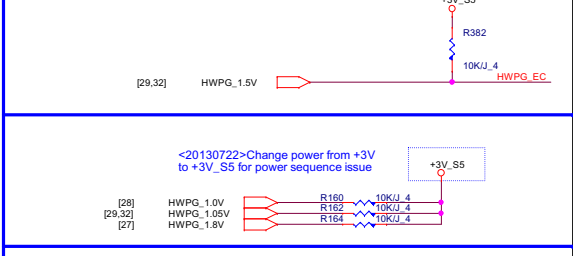 +3V_S5
R382
10K/J_4
[29,32] HWPG_1.5V HWPG_EC
<20130722>Change power from +3V
to +3V_S5 for power sequence issue
+3V_S5
[28] HWPG_1.0V R160 10K/J_4
[29,32] HWPG_1.05V R162 10K/J_4
[27] HWPG_1.8V R164 10K/J_4